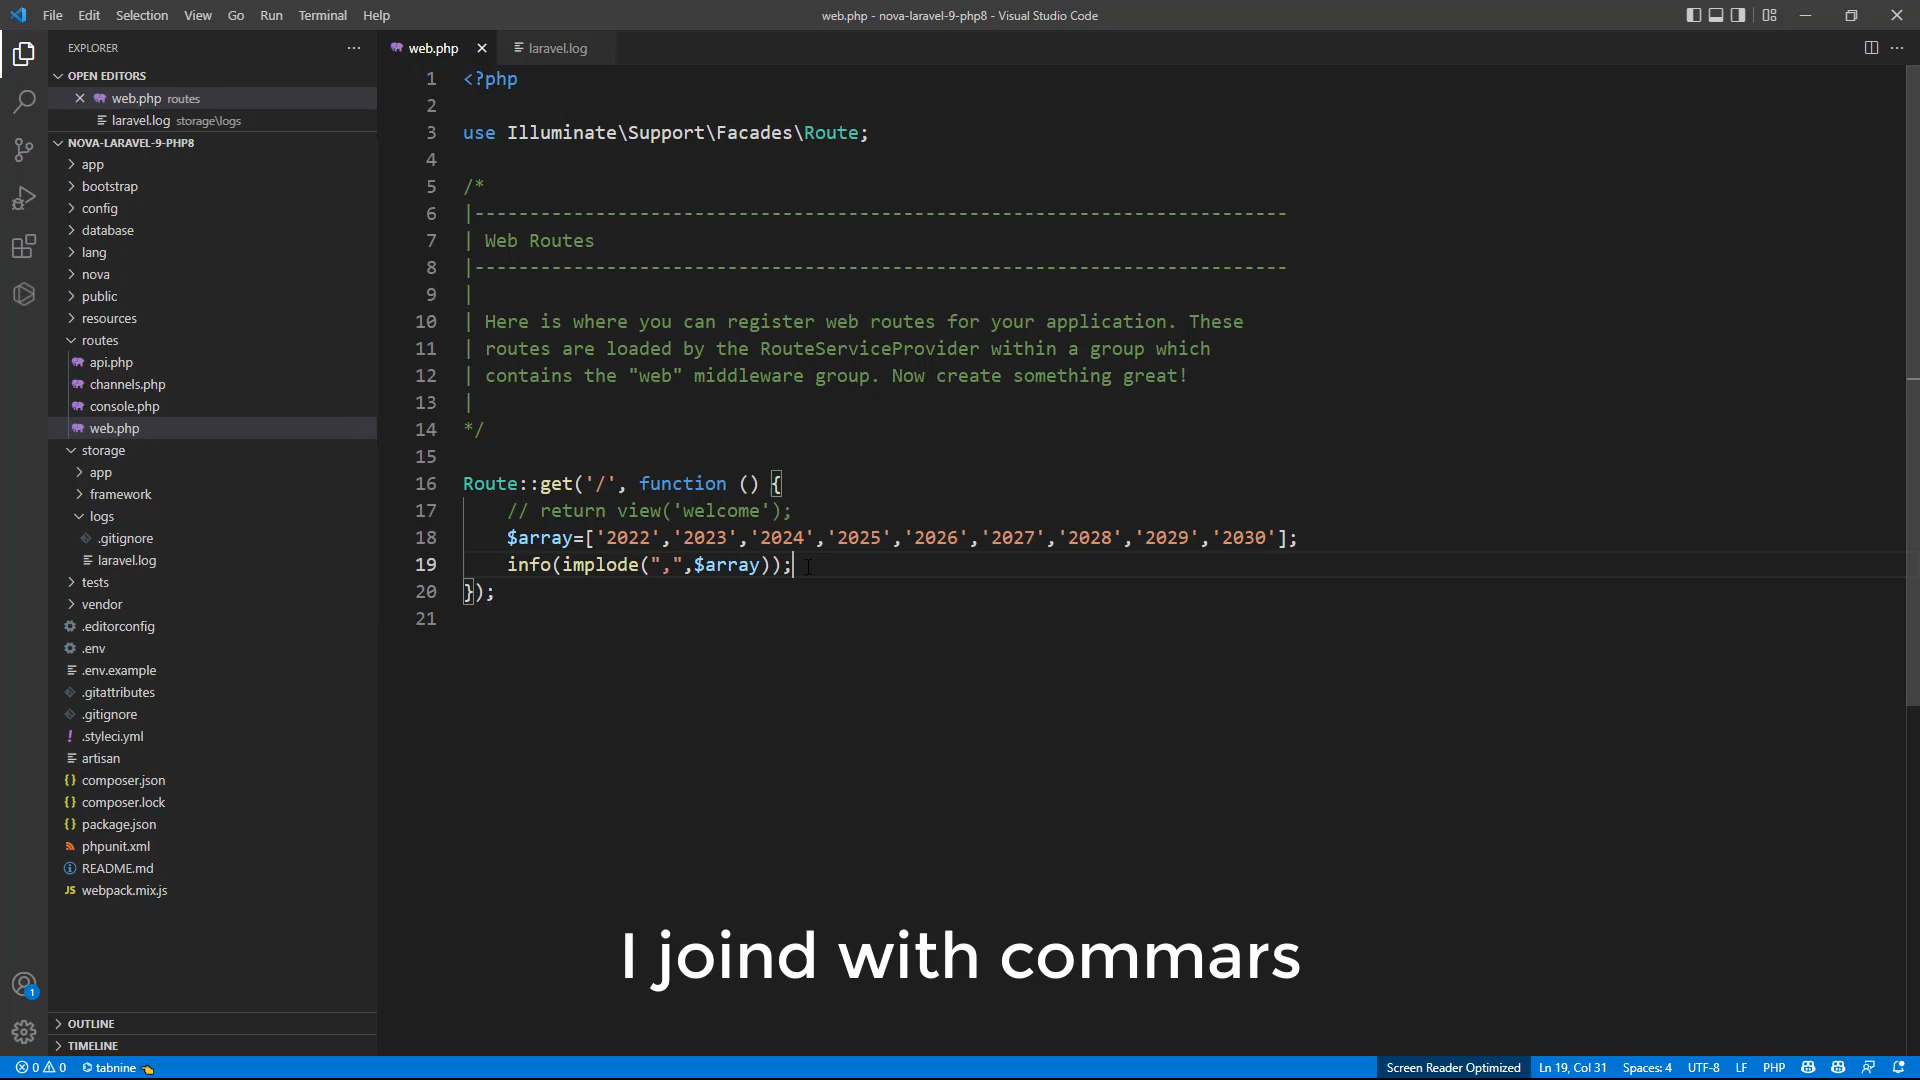 File Edit Selection View Go Run Terminal Help
web.php - nova-laravel-9-php8 - Visual Studio Code
EXPLORER
OPEN EDITORS
web.php routes
laravel.log storage\logs
NOVA-LARAVEL-9-PHP8
app
bootstrap
config
database
lang
nova
public
resources
routes
api.php
channels.php
console.php
web.php
storage
app
framework
logs
.gitignore
laravel.log
tests
vendor
.editorconfig
.env
.env.example
.gitattributes
.gitignore
.styleci.yml
artisan
composer.json
composer.lock
package.json
phpunit.xml
README.md
JS webpack.mix.js
OUTLINE
TIMELINE
web.php
laravel.log
1 <?php
2
3 use Illuminate\Support\Facades\Route;
4
5 /*
6 |--------------------------------------------------------------------------
7 | Web Routes
8 |--------------------------------------------------------------------------
9 |
10 | Here is where you can register web routes for your application. These
11 | routes are loaded by the RouteServiceProvider within a group which
12 | contains the "web" middleware group. Now create something great!
13 |
14 */
15
16 Route::get('/', function () {
17 // return view('welcome');
18 $array=['2022','2023','2024','2025','2026','2027','2028','2029','2030'];
19 info(implode(",",$array));
20 });
21
I joind with commars
1
0 0 tabnine
Screen Reader Optimized Ln 19, Col 31 Spaces: 4 UTF-8 LF PHP